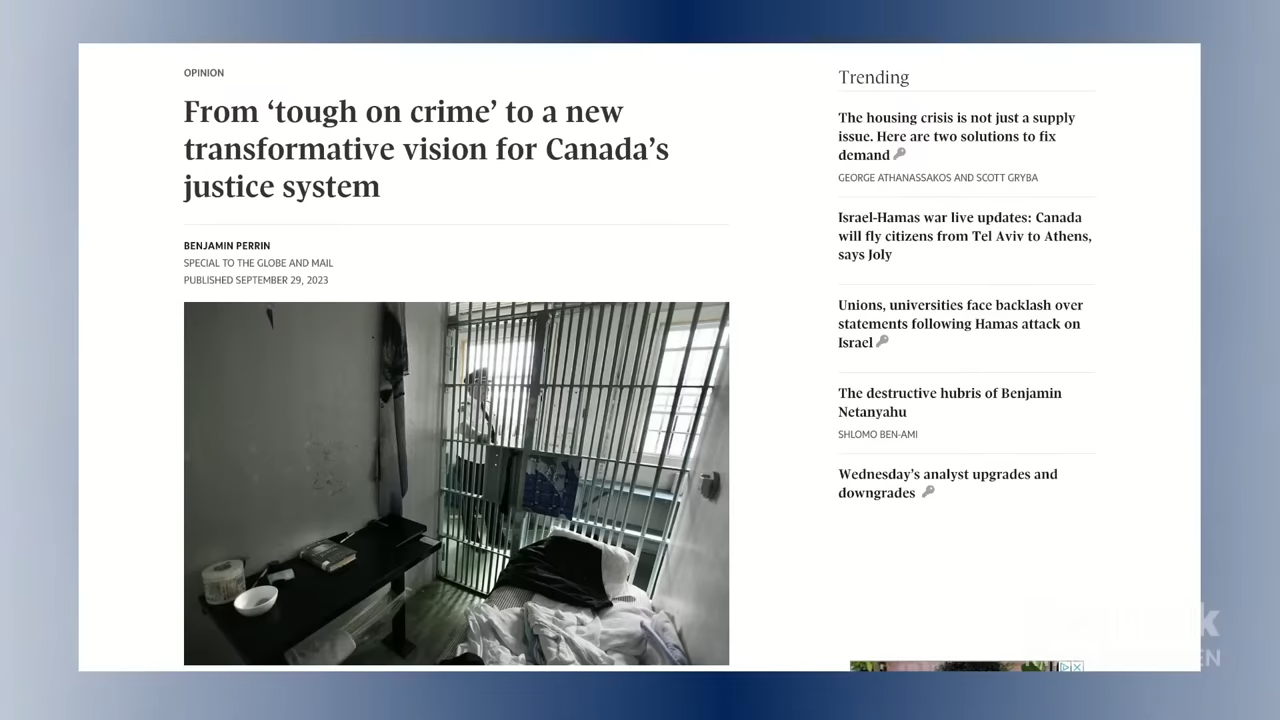 OPINION
From ‘tough on crime’ to a new
transformative vision for Canada’s
justice system
BENJAMIN PERRIN
SPECIAL TO THE GLOBE AND MAIL
PUBLISHED SEPTEMBER 29, 2023
Trending
The housing crisis is not just a supply
issue. Here are two solutions to fix
demand
GEORGE ATHANASSAKOS AND SCOTT GRYBA
Israel-Hamas war live updates: Canada
will fly citizens from Tel Aviv to Athens,
says Joly
Unions, universities face backlash over
statements following Hamas attack on
Israel
The destructive hubris of Benjamin
Netanyahu
SHLOMO BEN-AMI
Wednesday’s analyst upgrades and
downgrades